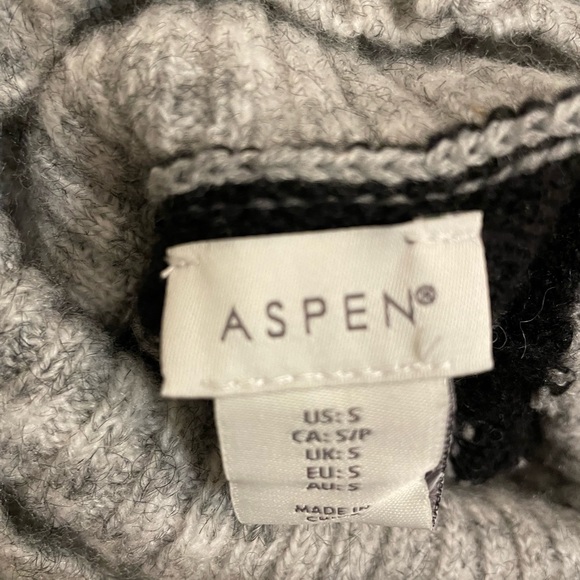 ASPEN®
US: S
CA: S/P
UK: S
EU: S
AU: S
MADE IN